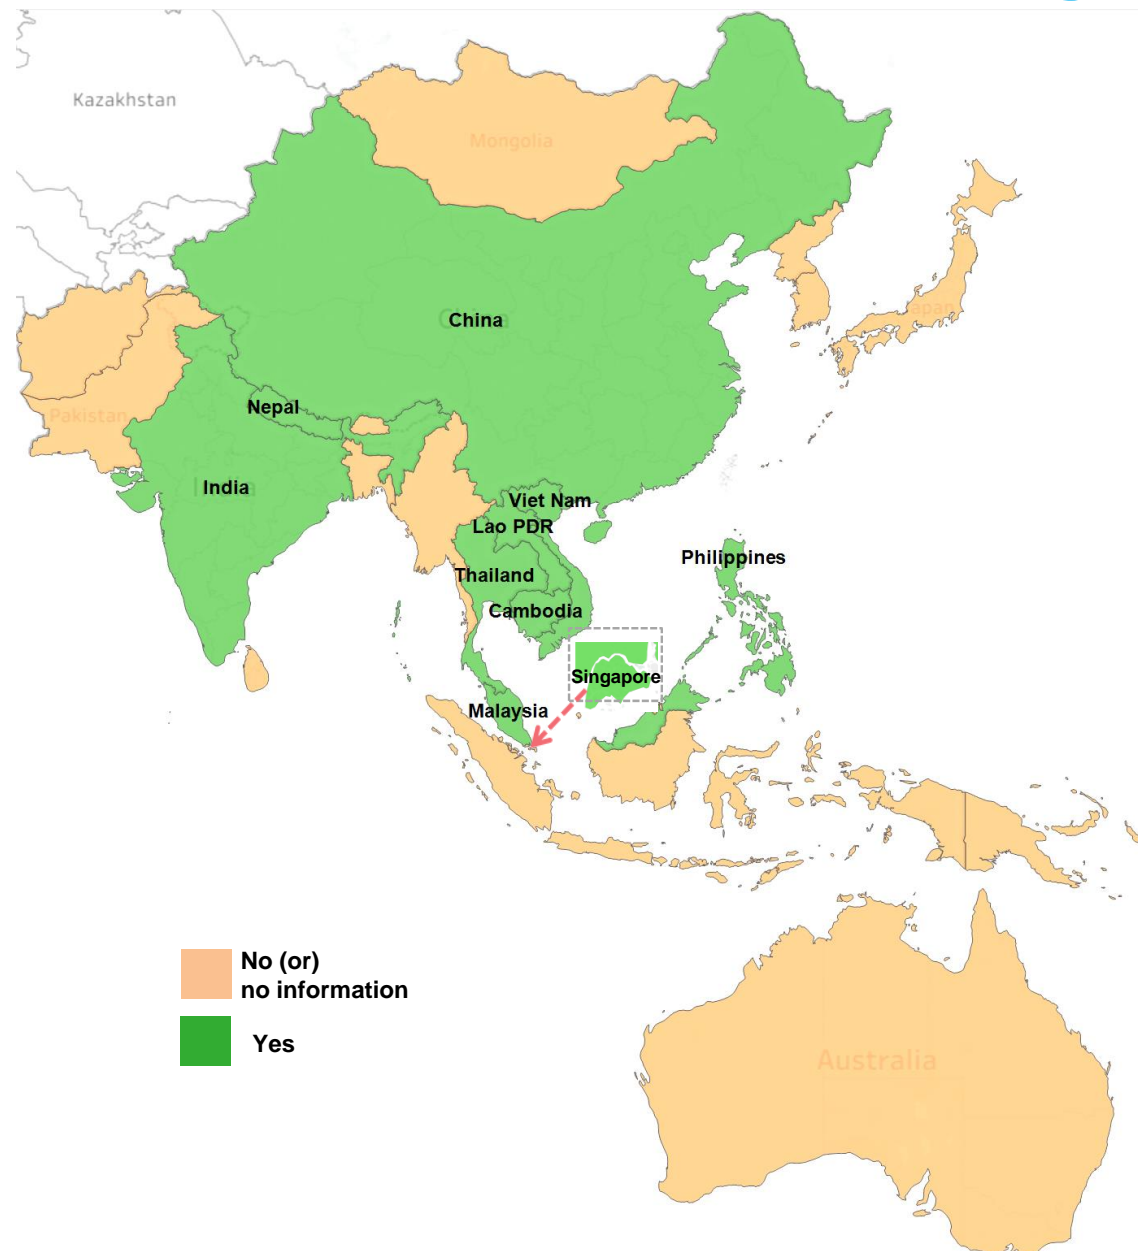 Kazakhstan
Mongolia
China
Japan
Nepal
Pakistan
India
Viet Nam
Lao PDR
Philippines
Thailand
Cambodia
Singapore
Malaysia
No (or)
no information
Yes
Australia